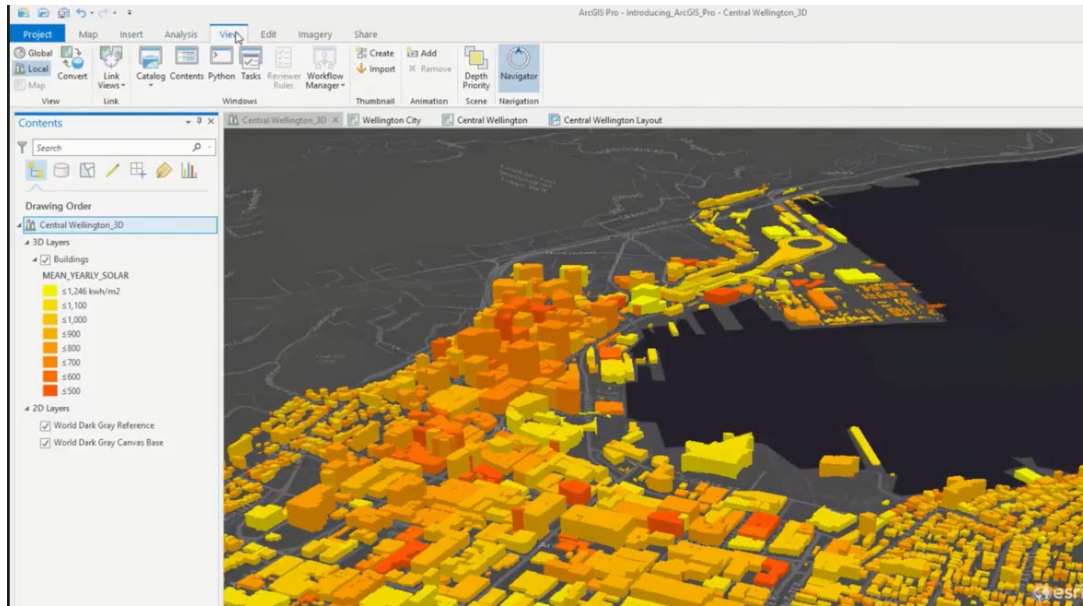 ArcGIS Pro - Introducing_ArcGIS_Pro - Central Wellington_3D
Project Map Insert Analysis View Edit Imagery Share
Global
Local
Map
Convert
View
Link Views
Link
Catalog Contents Python Tasks Reviewer Rules Workflow Manager
Windows
Create
Import
Thumbnail
Add
Remove
Animation
Depth Priority
Scene
Navigator
Navigation
Contents
Search
Drawing Order
Central Wellington_3D
3D Layers
Buildings
MEAN_YEARLY_SOLAR
≤1,246 kwh/m2
≤1,100
≤1,000
≤900
≤800
≤700
≤600
≤500
2D Layers
World Dark Gray Reference
World Dark Gray Canvas Base
Central Wellington_3D Wellington City Central Wellington Central Wellington Layout
esri